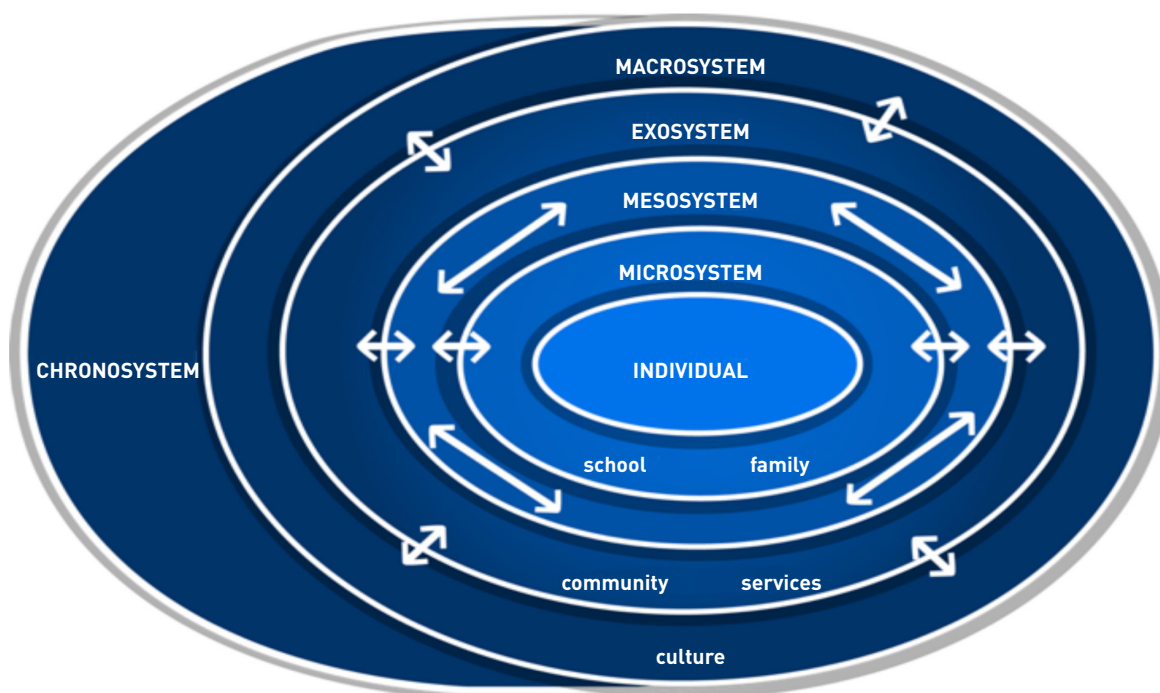 MACROSYSTEM
EXOSYSTEM
MESOSYSTEM
MICROSYSTEM
CHRONOSYSTEM
INDIVIDUAL
school family
community services
culture